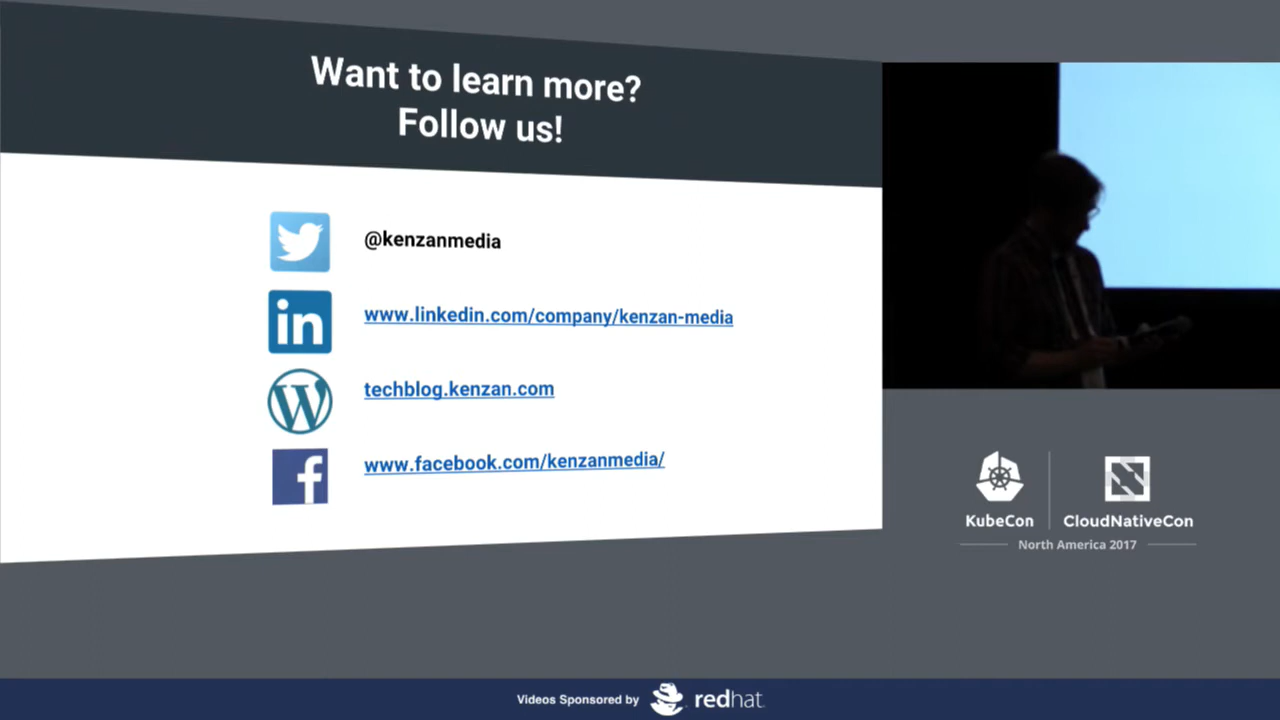 Want to learn more?
Follow us!
@kenzanmedia
www.linkedin.com/company/kenzan-media
techblog.kenzan.com
www.facebook.com/kenzanmedia/
KubeCon
CloudNativeCon
North America 2017
Videos Sponsored by redhat